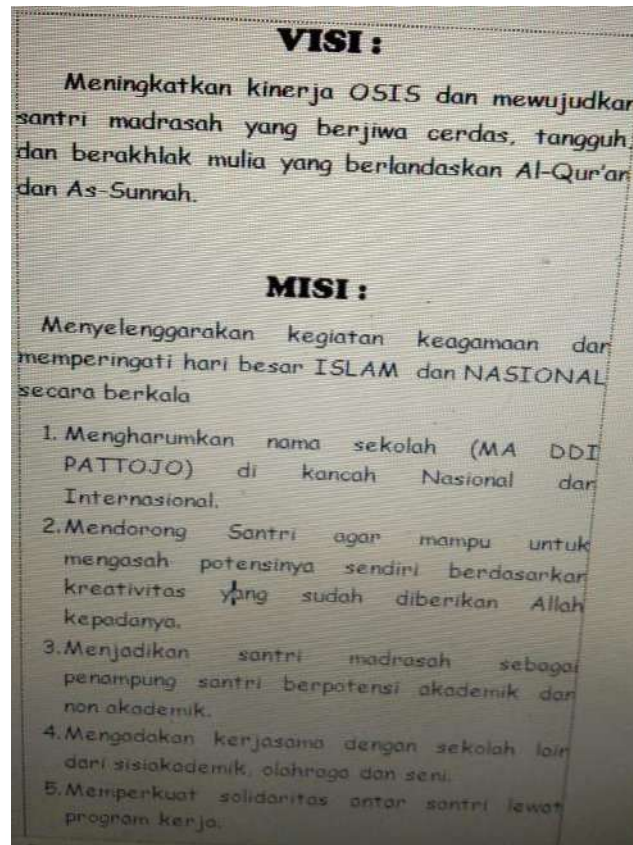 VISI :
Meningkatkan kinerja OSIS dan mewujudkan
santri madrasah yang berjiwa cerdas, tangguh,
dan berakhlak mulia yang berlandaskan Al-Qur'an
dan As-Sunnah.
MISI :
Menyelenggarakan kegiatan keagamaan dan
memperingati hari besar ISLAM dan NASIONAL
secara berkala
1. Mengharumkan nama sekolah (MA DDI
PATTOJO) di kancah Nasional dan
Internasional.
2. Mendorong Santri agar mampu untuk
mengasah potensinya sendiri berdasarkan
kreativitas yang sudah diberikan Allah
kepadanya.
3. Menjadikan santri madrasah sebagai
penampung santri berpotensi akademik dan
non akademik.
4. Mengadakan kerjasama dengan sekolah lain
dari sisiakademik, olahraga dan seni.
5. Memperkuat solidaritas antar santri lewat
program kerja.